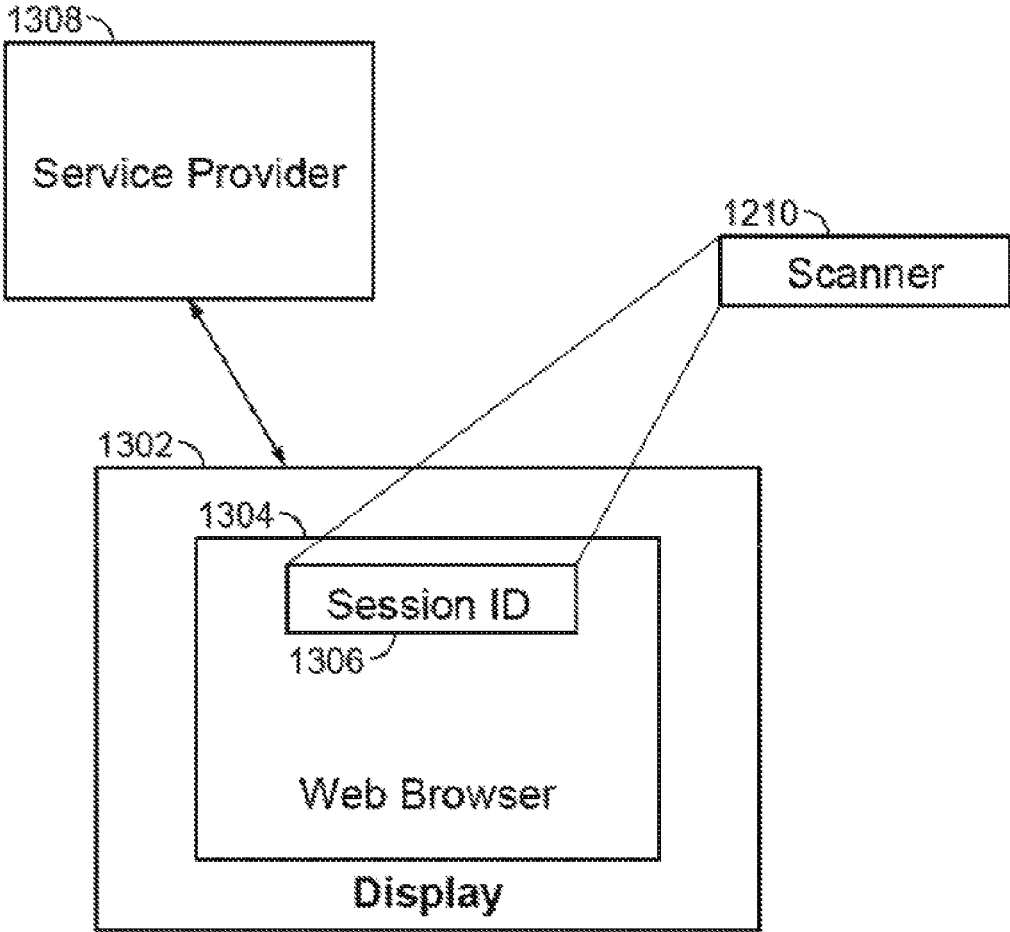 1308
Service Provider
1210
Scanner
1302
1304
Session ID
1306
Web Browser
Display